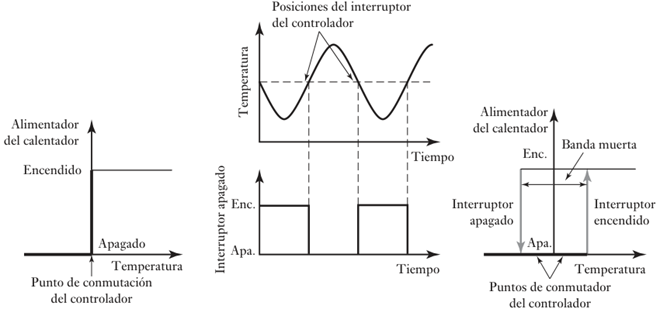 Alimentador
del calentador
Encendido
Apagado
Temperatura
Punto de conmutación
del controlador
Posiciones del interruptor
del controlador
Temperatura
Tiempo
Interruptor apagado
Enc.
Apa.
Tiempo
Alimentador
del calentador
Enc.
Banda muerta
Interruptor
apagado
Interruptor
encendido
Apa.
Temperatura
Puntos de conmutador
del controlador